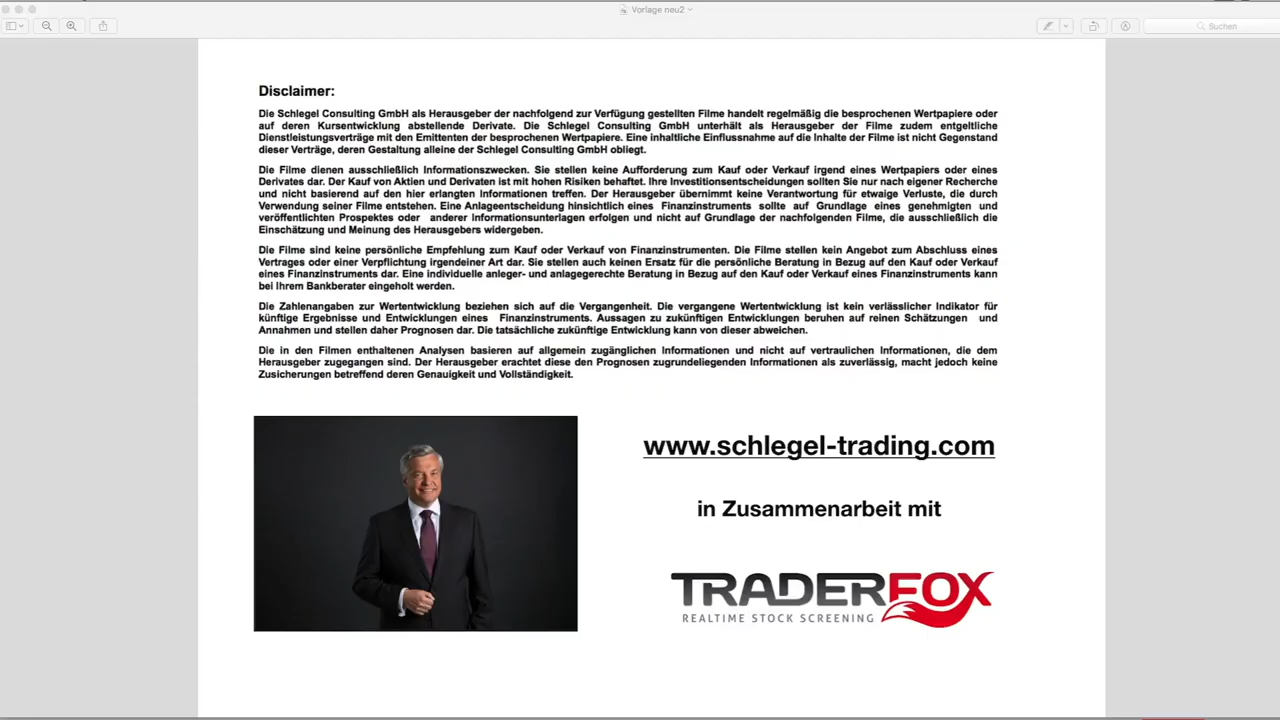 Vorlage neu2
Suchen
Disclaimer:
Die Schlegel Consulting GmbH als Herausgeber der nachfolgend zur Verfügung gestellten Filme handelt regelmäßig die besprochenen Wertpapiere oder
auf deren Kursentwicklung abstellende Derivate. Die Schlegel Consulting GmbH unterhält als Herausgeber der Filme zudem entgeltliche
Dienstleistungsverträge mit den Emittenten der besprochenen Wertpapiere. Eine inhaltliche Einflussnahme auf die Inhalte der Filme ist nicht Gegenstand
dieser Verträge, deren Gestaltung alleine der Schlegel Consulting GmbH obliegt.
Die Filme dienen ausschließlich Informationszwecken. Sie stellen keine Aufforderung zum Kauf oder Verkauf irgend eines Wertpapiers oder eines
Derivates dar. Der Kauf von Aktien und Derivaten ist mit hohen Risiken behaftet. Ihre Investitionsentscheidungen sollten Sie nur nach eigener Recherche
und nicht basierend auf den hier erlangten Informationen treffen. Der Herausgeber übernimmt keine Verantwortung für etwaige Verluste, die durch
Verwendung seiner Filme entstehen. Eine Anlageentscheidung hinsichtlich eines Finanzinstruments sollte auf Grundlage eines genehmigten und
veröffentlichten Prospektes oder anderer Informationsunterlagen erfolgen und nicht auf Grundlage der nachfolgenden Filme, die ausschließlich die
Einschätzung und Meinung des Herausgebers widergeben.
Die Filme sind keine persönliche Empfehlung zum Kauf oder Verkauf von Finanzinstrumenten. Die Filme stellen kein Angebot zum Abschluss eines
Vertrages oder einer Verpflichtung irgendeiner Art dar. Sie stellen auch keinen Ersatz für die persönliche Beratung in Bezug auf den Kauf oder Verkauf
eines Finanzinstruments dar. Eine individuelle anleger- und anlagegerechte Beratung in Bezug auf den Kauf oder Verkauf eines Finanzinstruments kann
bei Ihrem Bankberater eingeholt werden.
Die Zahlenangaben zur Wertentwicklung beziehen sich auf die Vergangenheit. Die vergangene Wertentwicklung ist kein verlässlicher Indikator für
künftige Ergebnisse und Entwicklungen eines Finanzinstruments. Aussagen zu zukünftigen Entwicklungen beruhen auf reinen Schätzungen und
Annahmen und stellen daher Prognosen dar. Die tatsächliche zukünftige Entwicklung kann von dieser abweichen.
Die in den Filmen enthaltenen Analysen basieren auf allgemein zugänglichen Informationen und nicht auf vertraulichen Informationen, die dem
Herausgeber zugegangen sind. Der Herausgeber erachtet diese den Prognosen zugrundeliegenden Informationen als zuverlässig, macht jedoch keine
Zusicherungen betreffend deren Genauigkeit und Vollständigkeit.
www.schlegel-trading.com
in Zusammenarbeit mit
TRADERFOX
REALTIME STOCK SCREENING